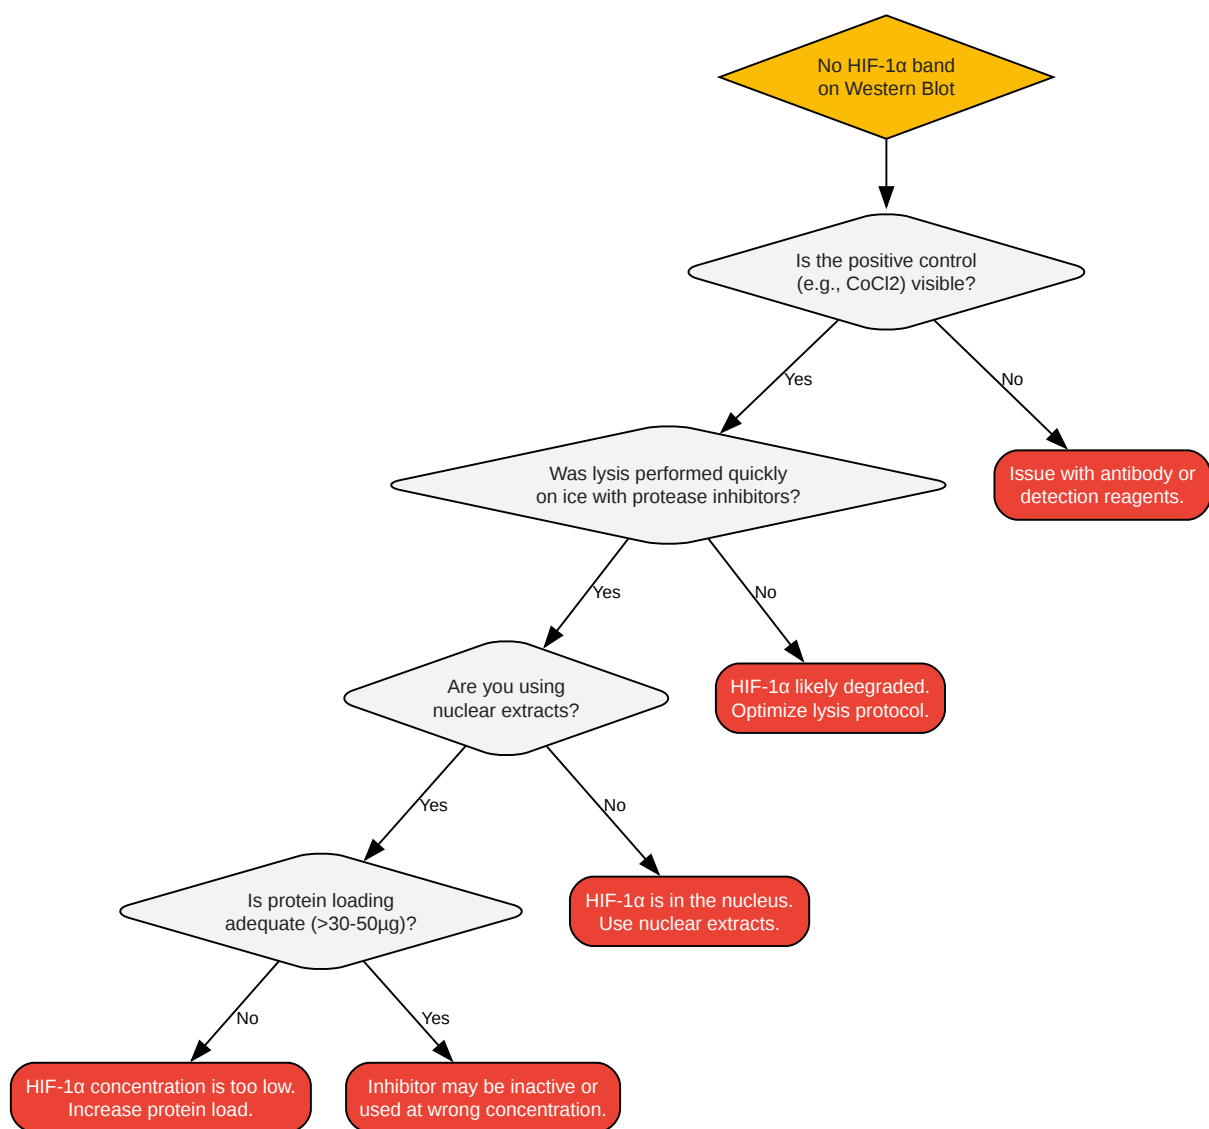 No HIF-1α band
on Western Blot
Is the positive control
(e.g., CoCl2) visible?
Yes
No
Was lysis performed quickly
on ice with protease inhibitors?
Issue with antibody or
detection reagents.
Yes
No
Are you using
nuclear extracts?
HIF-1α likely degraded.
Optimize lysis protocol.
Yes
No
Is protein loading
adequate (>30-50µg)?
HIF-1α is in the nucleus.
Use nuclear extracts.
No
Yes
HIF-1α concentration is too low.
Increase protein load.
Inhibitor may be inactive or
used at wrong concentration.